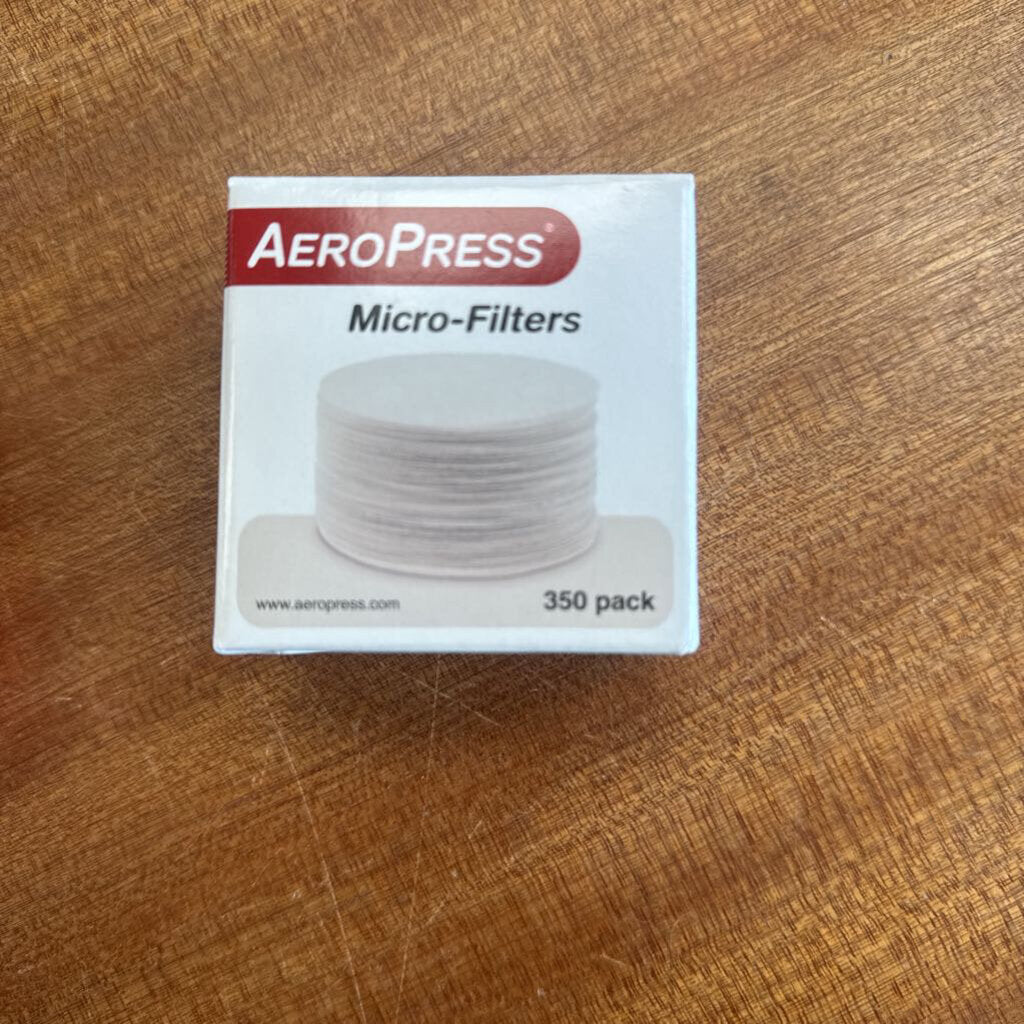 AEROPRESS®
Micro-Filters
www.aeropress.com
350 pack